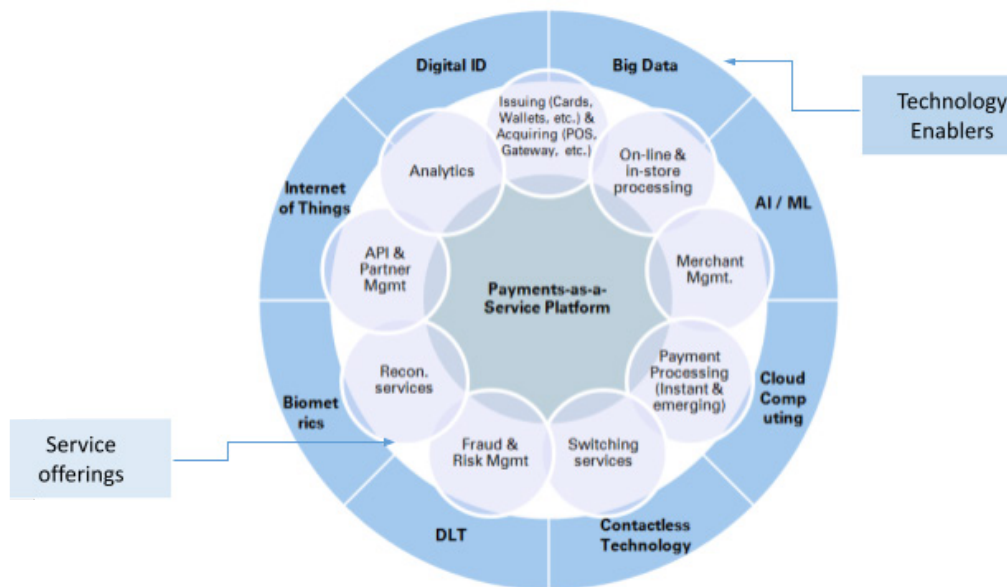 Digital ID
Big Data
Technology
Enablers
Issuing (Cards,
Wallets, etc.) &
Acquiring (POS,
Gateway, etc.)
Analytics
On-line &
in-store
processing
Internet
of Things
AI / ML
API &
Partner
Mgmt
Merchant
Mgmt.
Payments-as-a-
Service Platform
Recon.
services
Payment
Processing
(Instant &
emerging)
Biomet
rics
Cloud
Comp
uting
Service
offerings
Fraud &
Risk Mgmt
Switching
services
DLT
Contactless
Technology